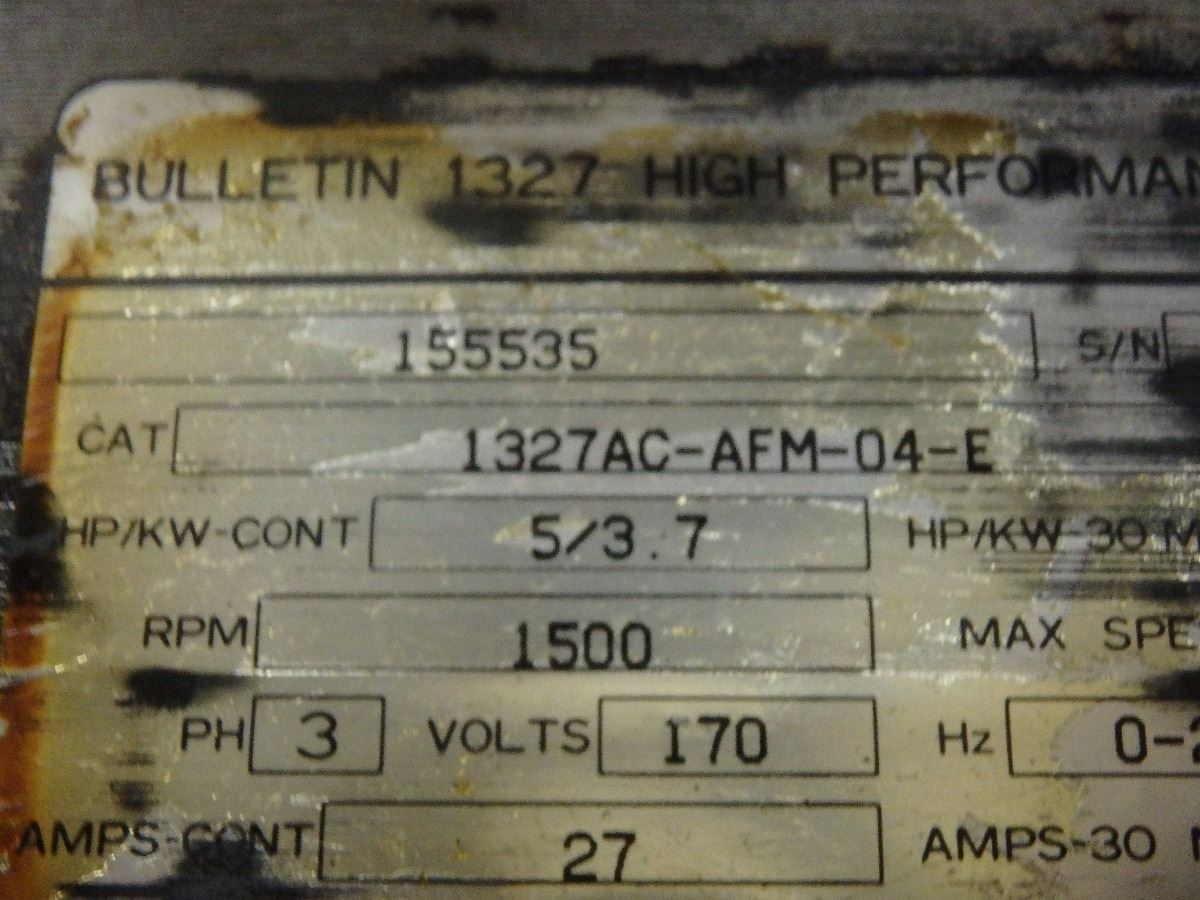 BULLETIN 1327 HIGH PERFORMAN
155535 S/N
CAT 1327AC-AFM-04-E
HP/KW-CONT 5/3.7 HP/KW-30 M
RPM 1500 MAX SPE
PH 3 VOLTS 170 Hz 0-2
AMPS-CONT 27 AMPS-30